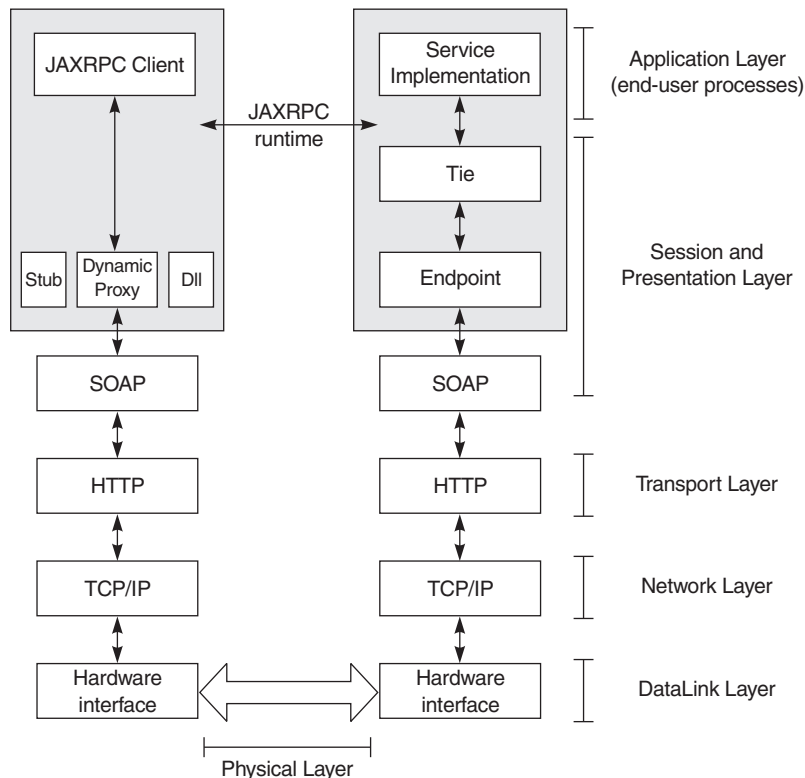 JAXRPC Client
Service
Implementation
Application Layer
(end-user processes)
JAXRPC
runtime
Tie
Stub
Dynamic
Proxy
Dll
Endpoint
Session and
Presentation Layer
SOAP
SOAP
HTTP
HTTP
Transport Layer
TCP/IP
TCP/IP
Network Layer
Hardware
interface
Hardware
interface
DataLink Layer
Physical Layer